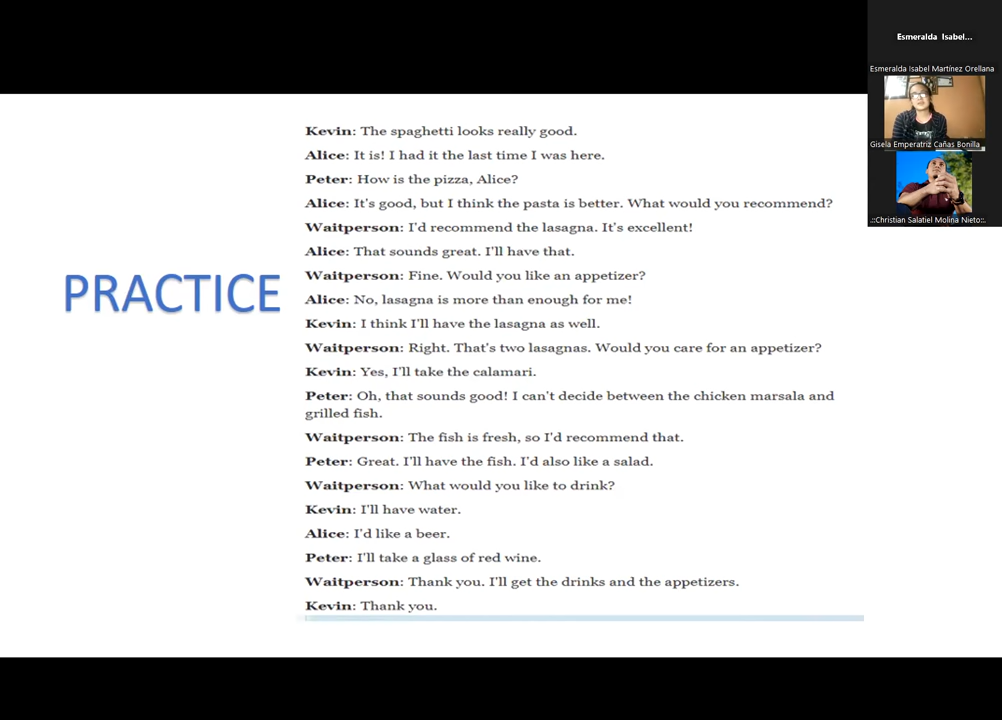 Esmeralda Isabel...
Esmeralda Isabel Martínez Orellana
Gisela Emperatriz Cañas Bonilla
.::Christian Salatiel Molina Nieto::.
PRACTICE
Kevin: The spaghetti looks really good.
Alice: It is! I had it the last time I was here.
Peter: How is the pizza, Alice?
Alice: It's good, but I think the pasta is better. What would you recommend?
Waitperson: I'd recommend the lasagna. It's excellent!
Alice: That sounds great. I'll have that.
Waitperson: Fine. Would you like an appetizer?
Alice: No, lasagna is more than enough for me!
Kevin: I think I'll have the lasagna as well.
Waitperson: Right. That's two lasagnas. Would you care for an appetizer?
Kevin: Yes, I'll take the calamari.
Peter: Oh, that sounds good! I can't decide between the chicken marsala and
grilled fish.
Waitperson: The fish is fresh, so I'd recommend that.
Peter: Great. I'll have the fish. I'd also like a salad.
Waitperson: What would you like to drink?
Kevin: I'll have water.
Alice: I'd like a beer.
Peter: I'll take a glass of red wine.
Waitperson: Thank you. I'll get the drinks and the appetizers.
Kevin: Thank you.